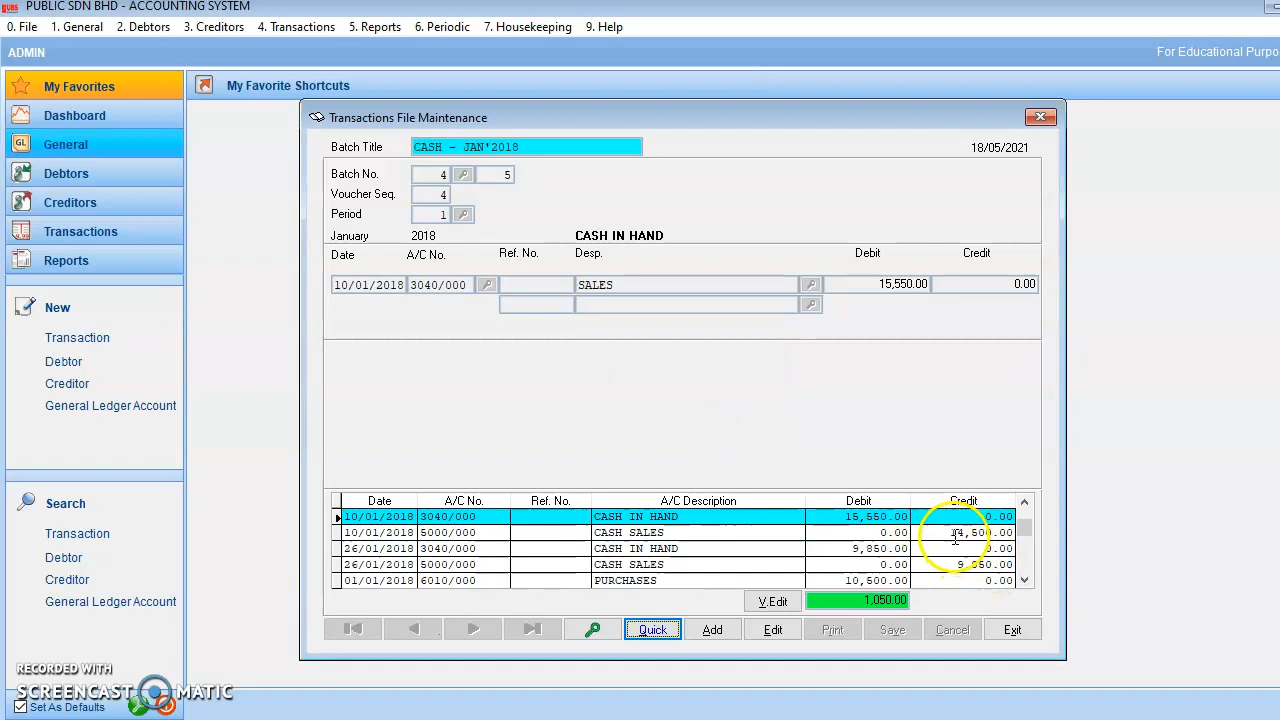 PUBLIC SDN BHD - ACCOUNTING SYSTEM
0. File 1. General 2. Debtors 3. Creditors 4. Transactions 5. Reports 6. Periodic 7. Housekeeping 9. Help
ADMIN For Educational Purpo
My Favorites
My Favorite Shortcuts
Dashboard
General
Debtors
Creditors
Transactions
Reports
New
Transaction
Debtor
Creditor
General Ledger Account
Search
Transaction
Debtor
Creditor
General Ledger Account
Set As Defaults
Transactions File Maintenance
Batch Title CASH - JAN'2018 18/05/2021
Batch No. 4 5
Voucher Seq. 4
Period 1
January 2018 CASH IN HAND
Date A/C No. Ref. No. Desp. Debit Credit
10/01/2018 3040/000 SALES 15,550.00 0.00
Date A/C No. Ref. No. A/C Description Debit Credit
10/01/2018 3040/000 CASH IN HAND 15,550.00 0.00
10/01/2018 5000/000 CASH SALES 0.00 14,500.00
26/01/2018 3040/000 CASH IN HAND 9,850.00 0.00
26/01/2018 5000/000 CASH SALES 0.00 9,850.00
01/01/2018 6010/000 PURCHASES 10,500.00 0.00
V.Edit 1,050.00
Quick Add Edit Print Save Cancel Exit
RECORDED WITH
SCREENCAST MATIC